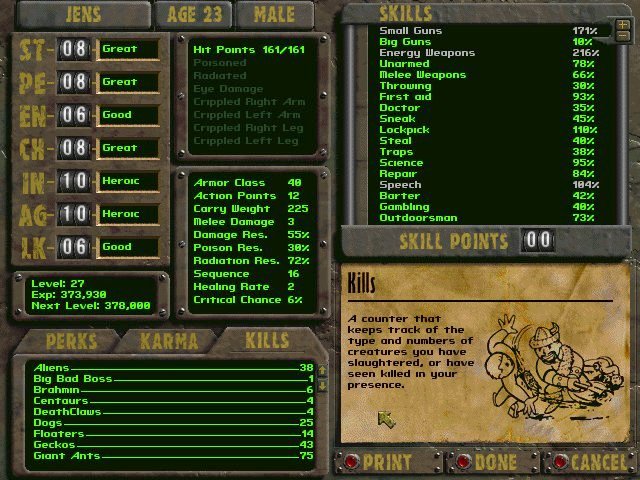 JENS AGE 23 MALE
ST 08 Great
PE 08 Great
EN 06 Good
CH 08 Great
IN 10 Heroic
AG 10 Heroic
LK 06 Good
Level: 27
Exp: 373,930
Next Level: 378,000
Hit Points 161/161
Poisoned
Radiated
Eye Damage
Crippled Right Arm
Crippled Left Arm
Crippled Right Leg
Crippled Left Leg
Armor Class 40
Action Points 12
Carry Weight 225
Melee Damage 3
Damage Res. 55%
Poison Res. 30%
Radiation Res. 72%
Sequence 16
Healing Rate 2
Critical Chance 6%
PERKS KARMA KILLS
Aliens 38
Big Bad Boss 1
Brahmin 6
Centaurs 4
DeathClaws 4
Dogs 25
Floaters 14
Geckos 43
Giant Ants 75
SKILLS
Small Guns 171%
Big Guns 10%
Energy Weapons 216%
Unarmed 78%
Melee Weapons 66%
Throwing 30%
First aid 93%
Doctor 35%
Sneak 45%
Lockpick 110%
Steal 40%
Traps 38%
Science 95%
Repair 84%
Speech 104%
Barter 42%
Gambling 40%
Outdoorsman 73%
SKILL POINTS 00
Kills
A counter that
keeps track of the
type and numbers of
creatures you have
slaughtered, or have
seen killed in your
presence.
PRINT DONE CANCEL